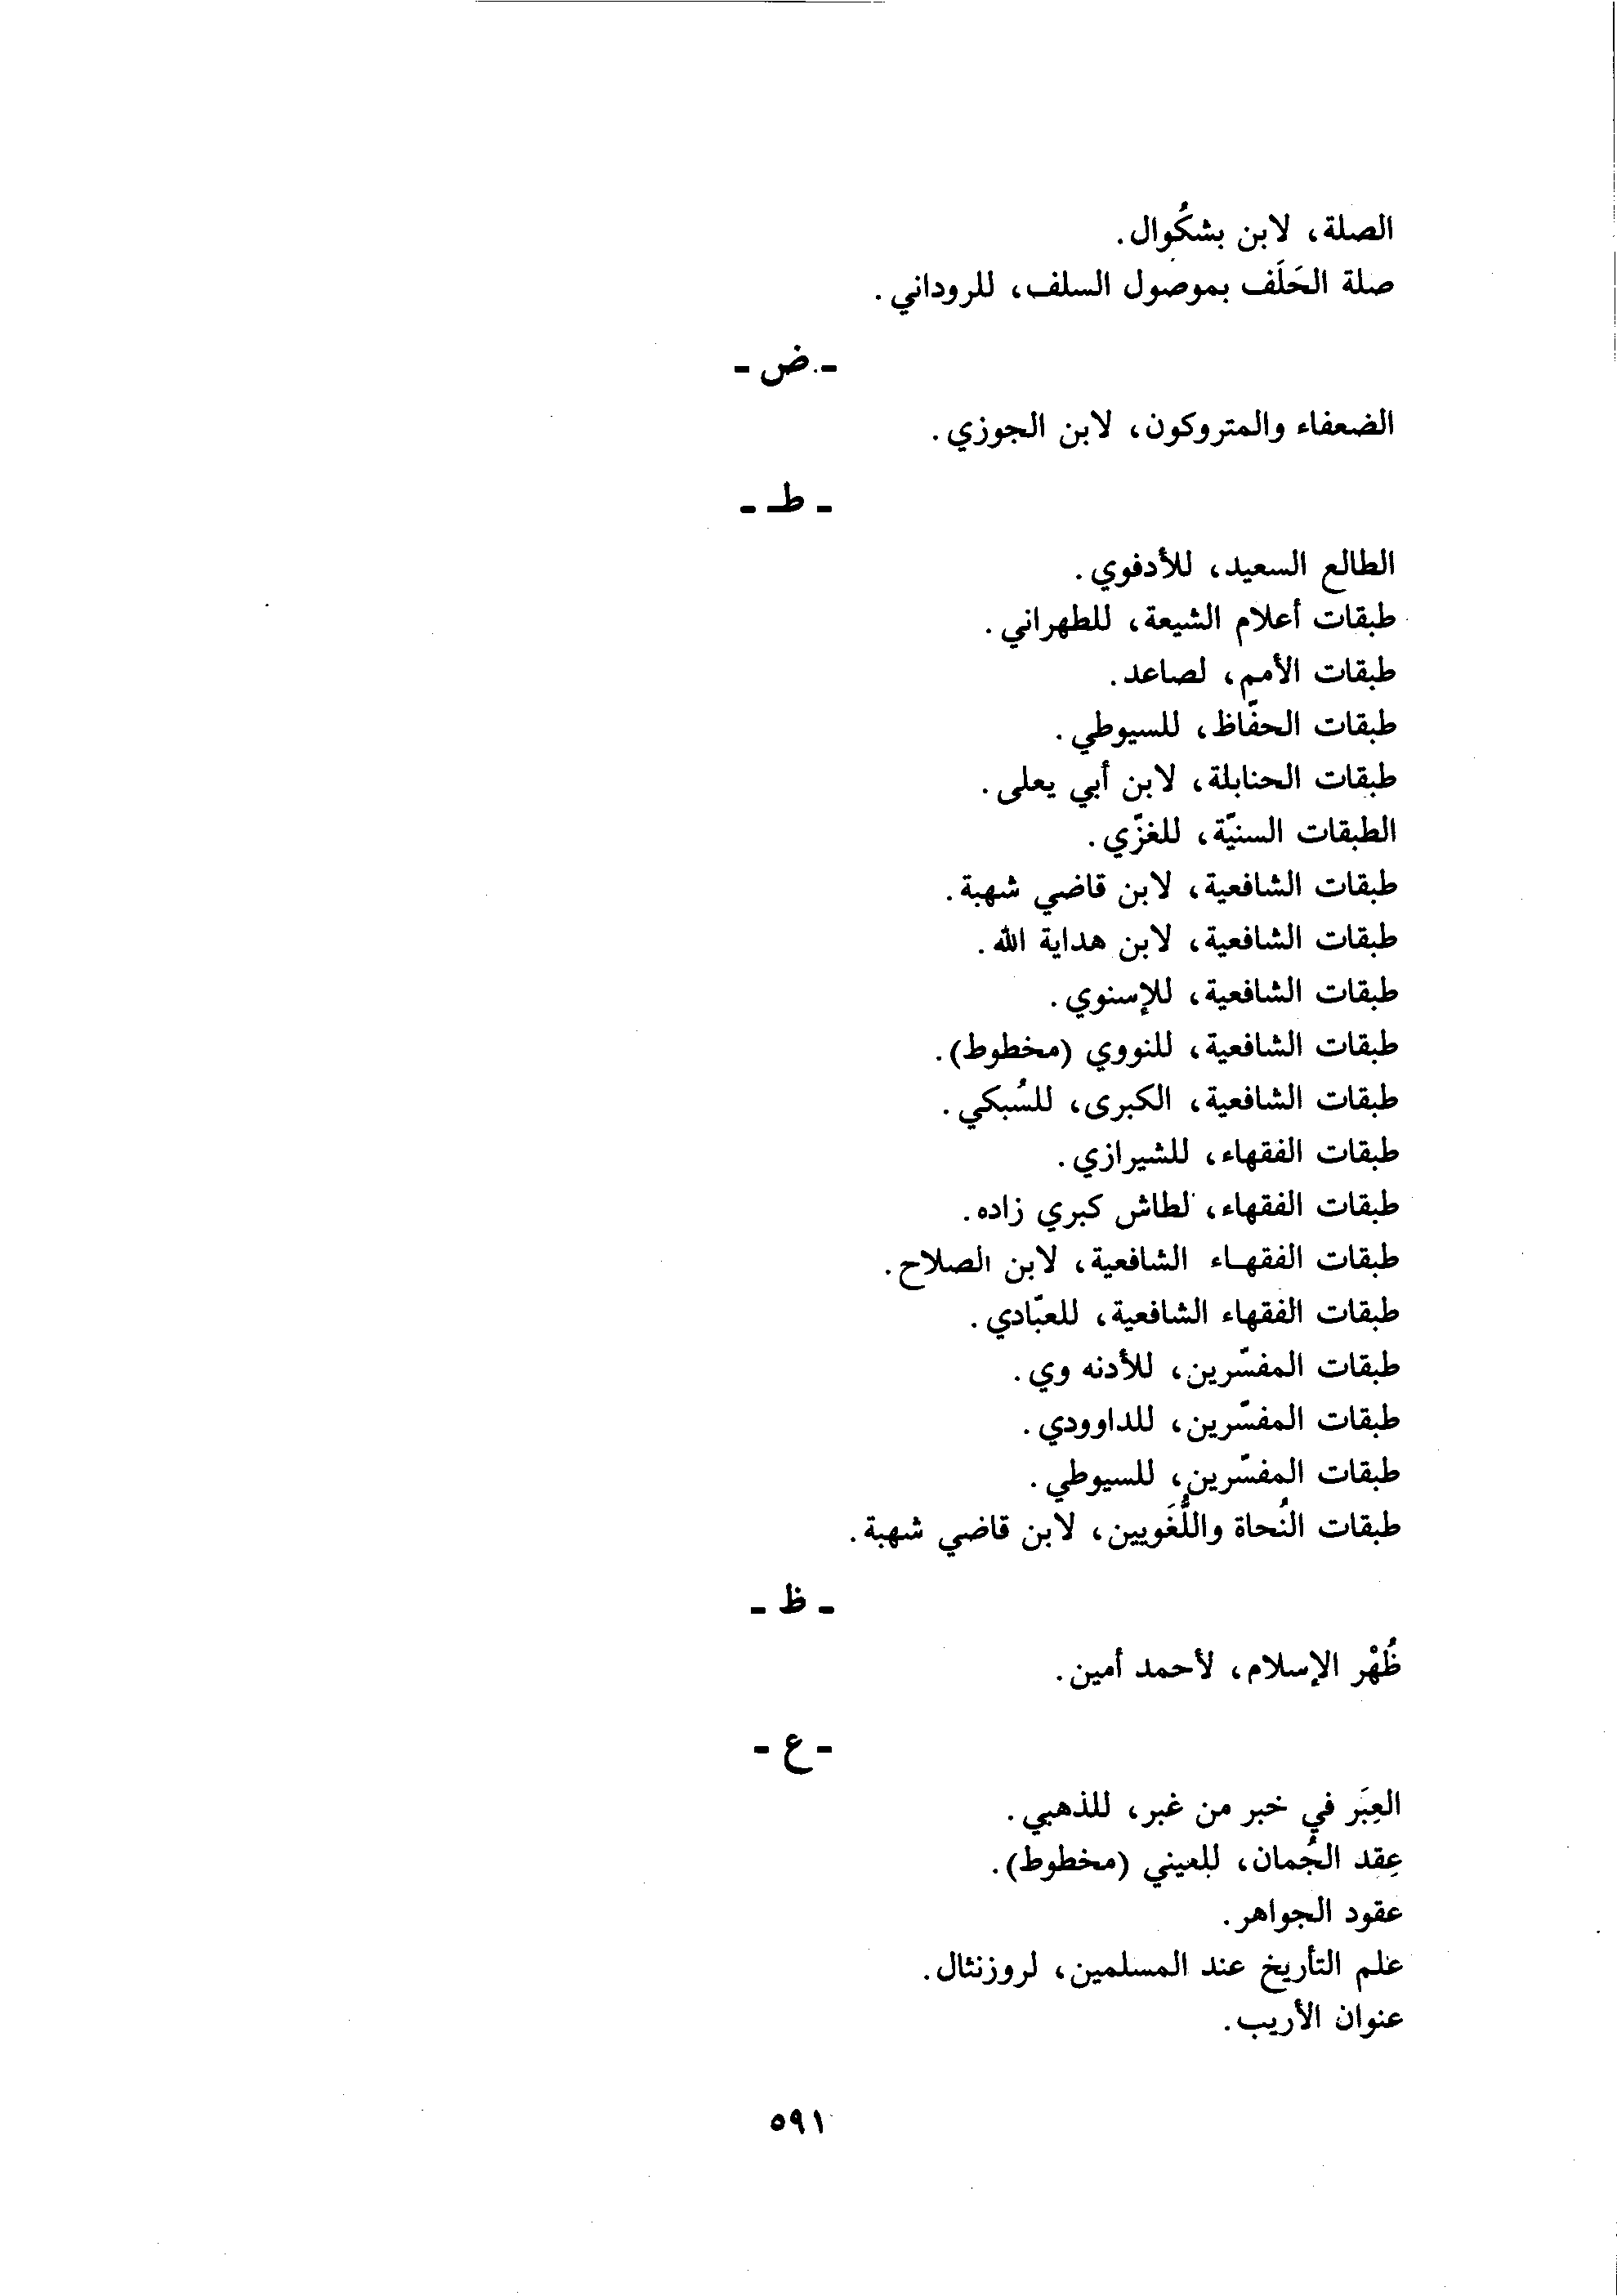 الصلة، لابن بشكُوال.
صلة الخَلَف بموصول السلف، للروداني.
- ض -
الضعفاء والمتروكون، لابن الجوزي.
- ط -
الطالع السعيد، للأدفوي.
طبقات أعلام الشيعة، للطهراني.
طبقات الأمم، لصاعد.
طبقات الحفّاظ، للسيوطي.
طبقات الحنابلة، لابن أبي يعلى.
الطبقات السنيّة، للغزّي.
طبقات الشافعية، لابن قاضي شهبة.
طبقات الشافعية، لابن هداية الله.
طبقات الشافعية، للإسنوي.
طبقات الشافعية، للنووي (مخطوط).
طبقات الشافعية، الكبرى، للسُبكي.
طبقات الفقهاء، للشيرازي.
طبقات الفقهاء، لطاش كبري زاده.
طبقات الفقهاء الشافعية، لابن الصلاح.
طبقات الفقهاء الشافعية، للعبّادي.
طبقات المفسّرين، للأدنه وي.
طبقات المفسّرين، للداوودي.
طبقات المفسّرين، للسيوطي.
طبقات النُحاة واللُّغَويين، لابن قاضي شهبة.
- ظ -
ظُهْر الإسلام، لأحمد أمين.
- ع -
العِبَر في خبر من غبر، للذهبي.
عِقد الجُمان، للعيني (مخطوط).
عقود الجواهر.
علم التأريخ عند المسلمين، لروزنثال.
عنوان الأريب.
٥٩١